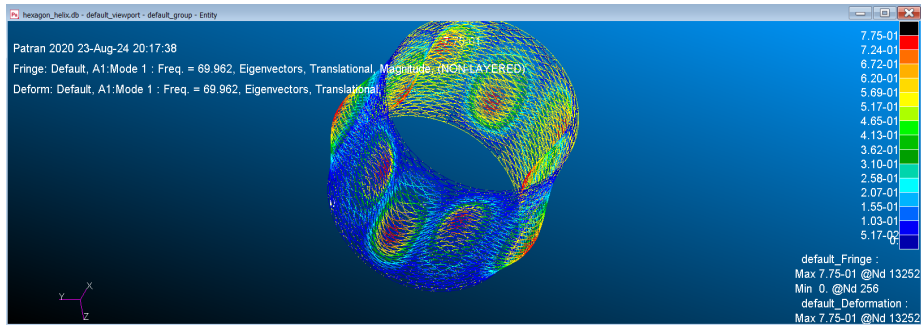 hexagon_helix.db - default_viewport - default_group - Entity
Patran 2020 23-Aug-24 20:17:38
Fringe: Default, A1:Mode 1 : Freq. = 69.962, Eigenvectors, Translational, Magnitude, (NON-LAYERED)
Deform: Default, A1:Mode 1 : Freq. = 69.962, Eigenvectors, Translational,
7.75-01
7.24-01
6.72-01
6.20-01
5.69-01
5.17-01
4.65-01
4.13-01
3.62-01
3.10-01
2.58-01
2.07-01
1.55-01
1.03-01
5.17-02
0.
default_Fringe :
Max 7.75-01 @Nd 13252
Min 0. @Nd 256
default_Deformation :
Max 7.75-01 @Nd 13252
X
Y
Z